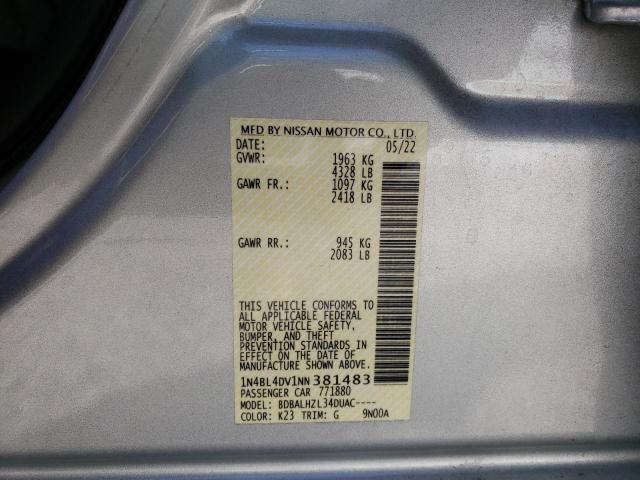 MFD BY NISSAN MOTOR CO., LTD.
DATE: 05/22
GVWR: 1963 KG
4328 LB
GAWR FR.: 1097 KG
2418 LB
GAWR RR.: 945 KG
2083 LB
THIS VEHICLE CONFORMS TO
ALL APPLICABLE FEDERAL
MOTOR VEHICLE SAFETY,
BUMPER, AND THEFT
PREVENTION STANDARDS IN
EFFECT ON THE DATE OF
MANUFACTURE SHOWN ABOVE.
1N4BL4DV1NN381483
PASSENGER CAR 771880
MODEL: BDBALHZL34DUAC----
COLOR: K23 TRIM: G 9N00A